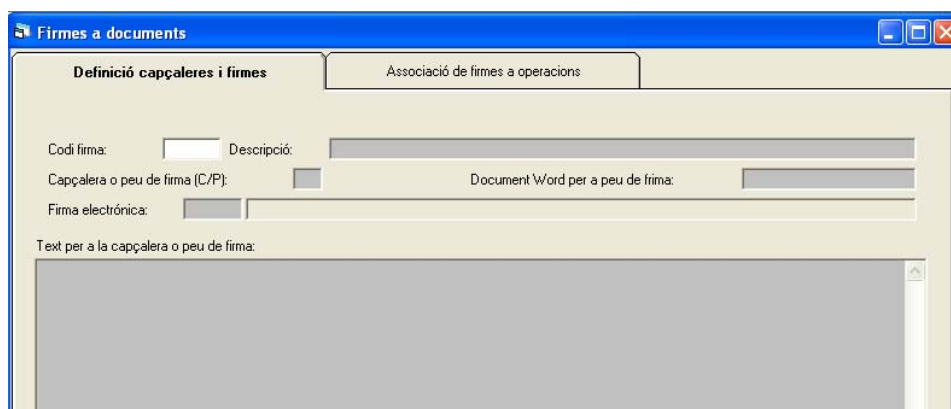 Firmes a documents
Definició capçaleres i firmes Associació de firmes a operacions
Codi firma: Descripció:
Capçalera o peu de firma (C/P): Document Word per a peu de frima:
Firma electrónica:
Text per a la capçalera o peu de firma: